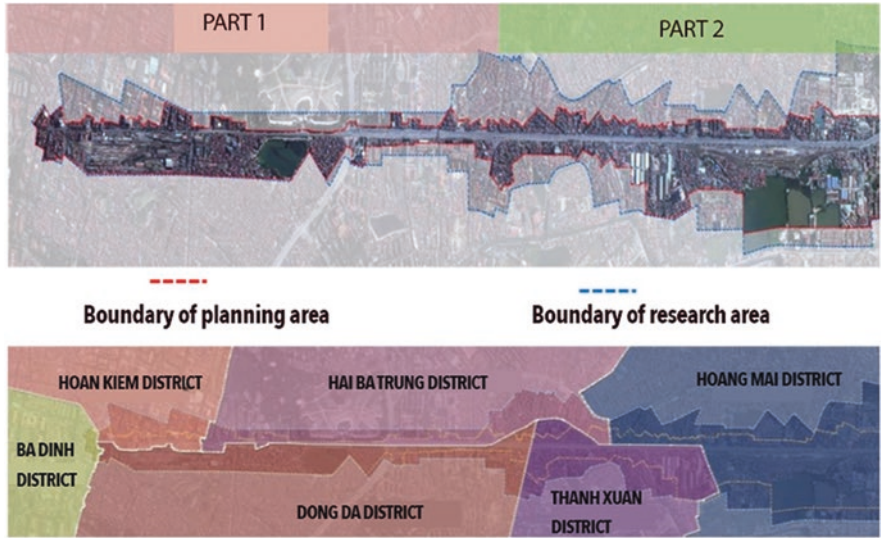 PART 1
PART 2
Boundary of planning area
Boundary of research area
HOAN KIEM DISTRICT
HAI BA TRUNG DISTRICT
HOANG MAI DISTRICT
BA DINH
DISTRICT
DONG DA DISTRICT
THANH XUAN
DISTRICT